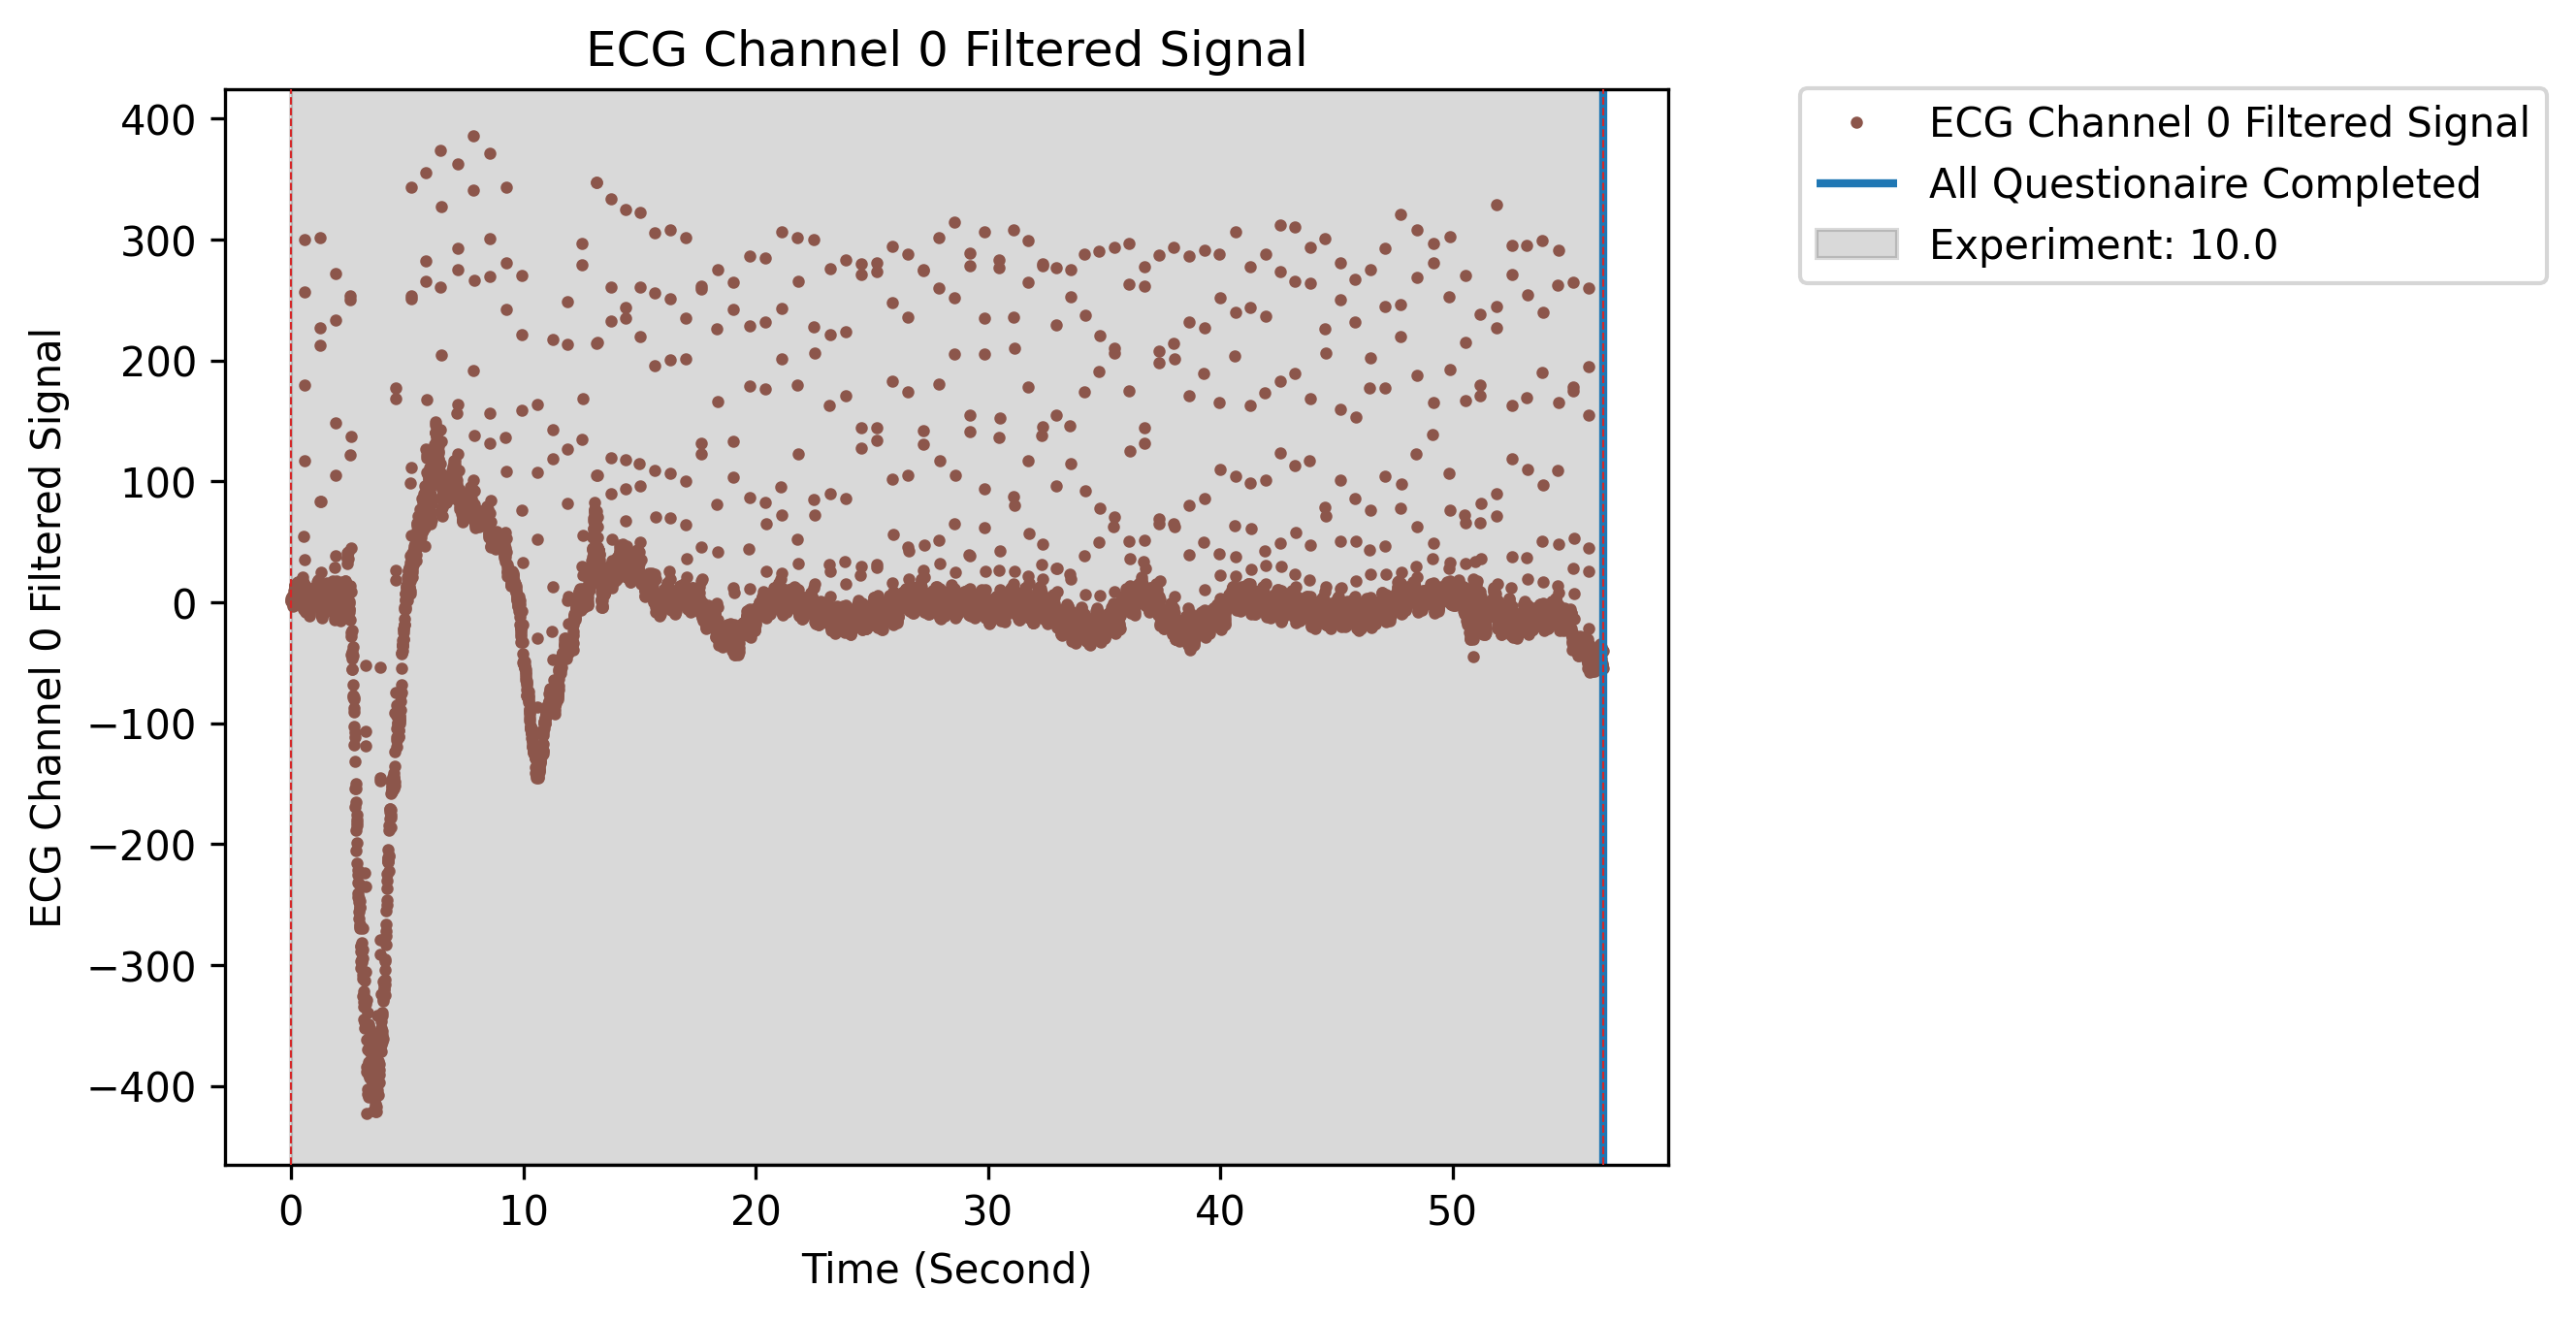 ECG Channel 0 Filtered Signal
400
300
200
100
0
−100
−200
−300
−400
ECG Channel 0 Filtered Signal
0
10
20
30
40
50
Time (Second)
ECG Channel 0 Filtered Signal
All Questionaire Completed
Experiment: 10.0